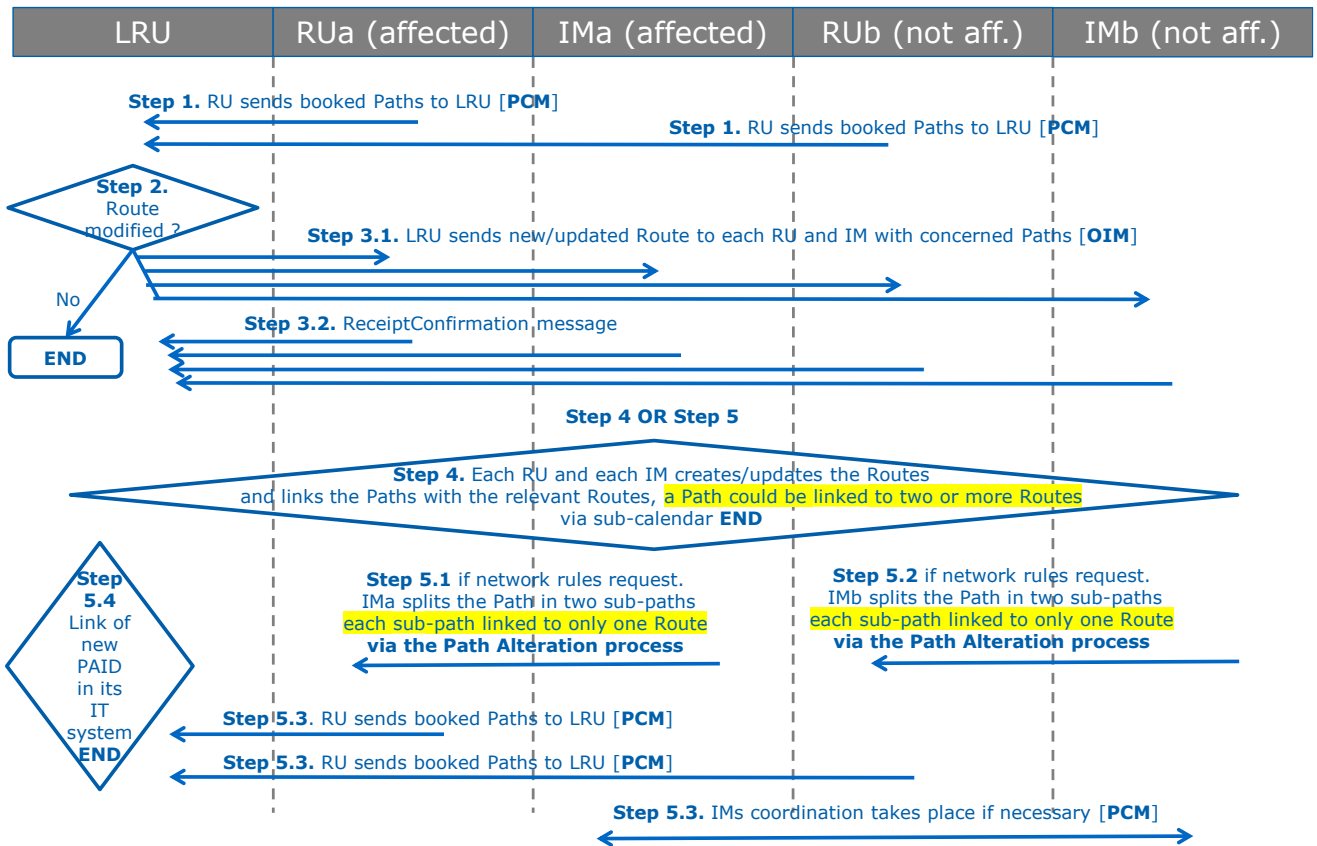 LRU
RUa (affected)
IMa (affected)
RUb (not aff.)
IMb (not aff.)
Step 1. RU sends booked Paths to LRU [PCM]
Step 1. RU sends booked Paths to LRU [PCM]
Step 2.
Route
modified ?
Step 3.1. LRU sends new/updated Route to each RU and IM with concerned Paths [OIM]
No
END
Step 3.2. ReceiptConfirmation message
Step 4 OR Step 5
Step 4. Each RU and each IM creates/updates the Routes
and links the Paths with the relevant Routes, a Path could be linked to two or more Routes
via sub-calendar END
Step
5.4
Link of
new
PAID
in its
IT
system
END
Step 5.1 if network rules request.
IMa splits the Path in two sub-paths
each sub-path linked to only one Route
via the Path Alteration process
Step 5.2 if network rules request.
IMb splits the Path in two sub-paths
each sub-path linked to only one Route
via the Path Alteration process
Step 5.3. RU sends booked Paths to LRU [PCM]
Step 5.3. RU sends booked Paths to LRU [PCM]
Step 5.3. IMs coordination takes place if necessary [PCM]